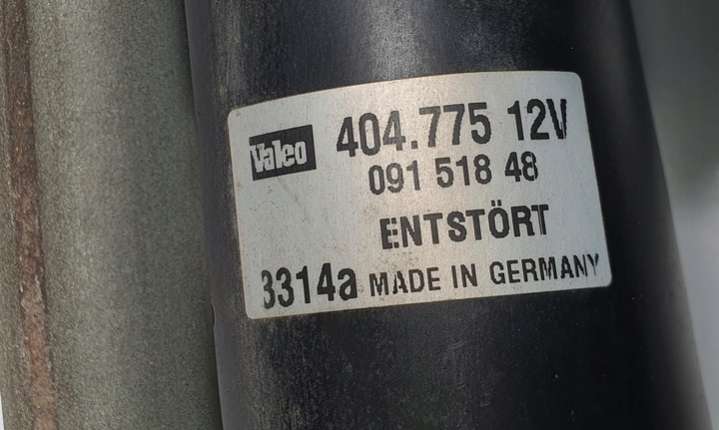 Valeo 404.775 12V
091 518 48
ENTSTÖRT
3314a MADE IN GERMANY